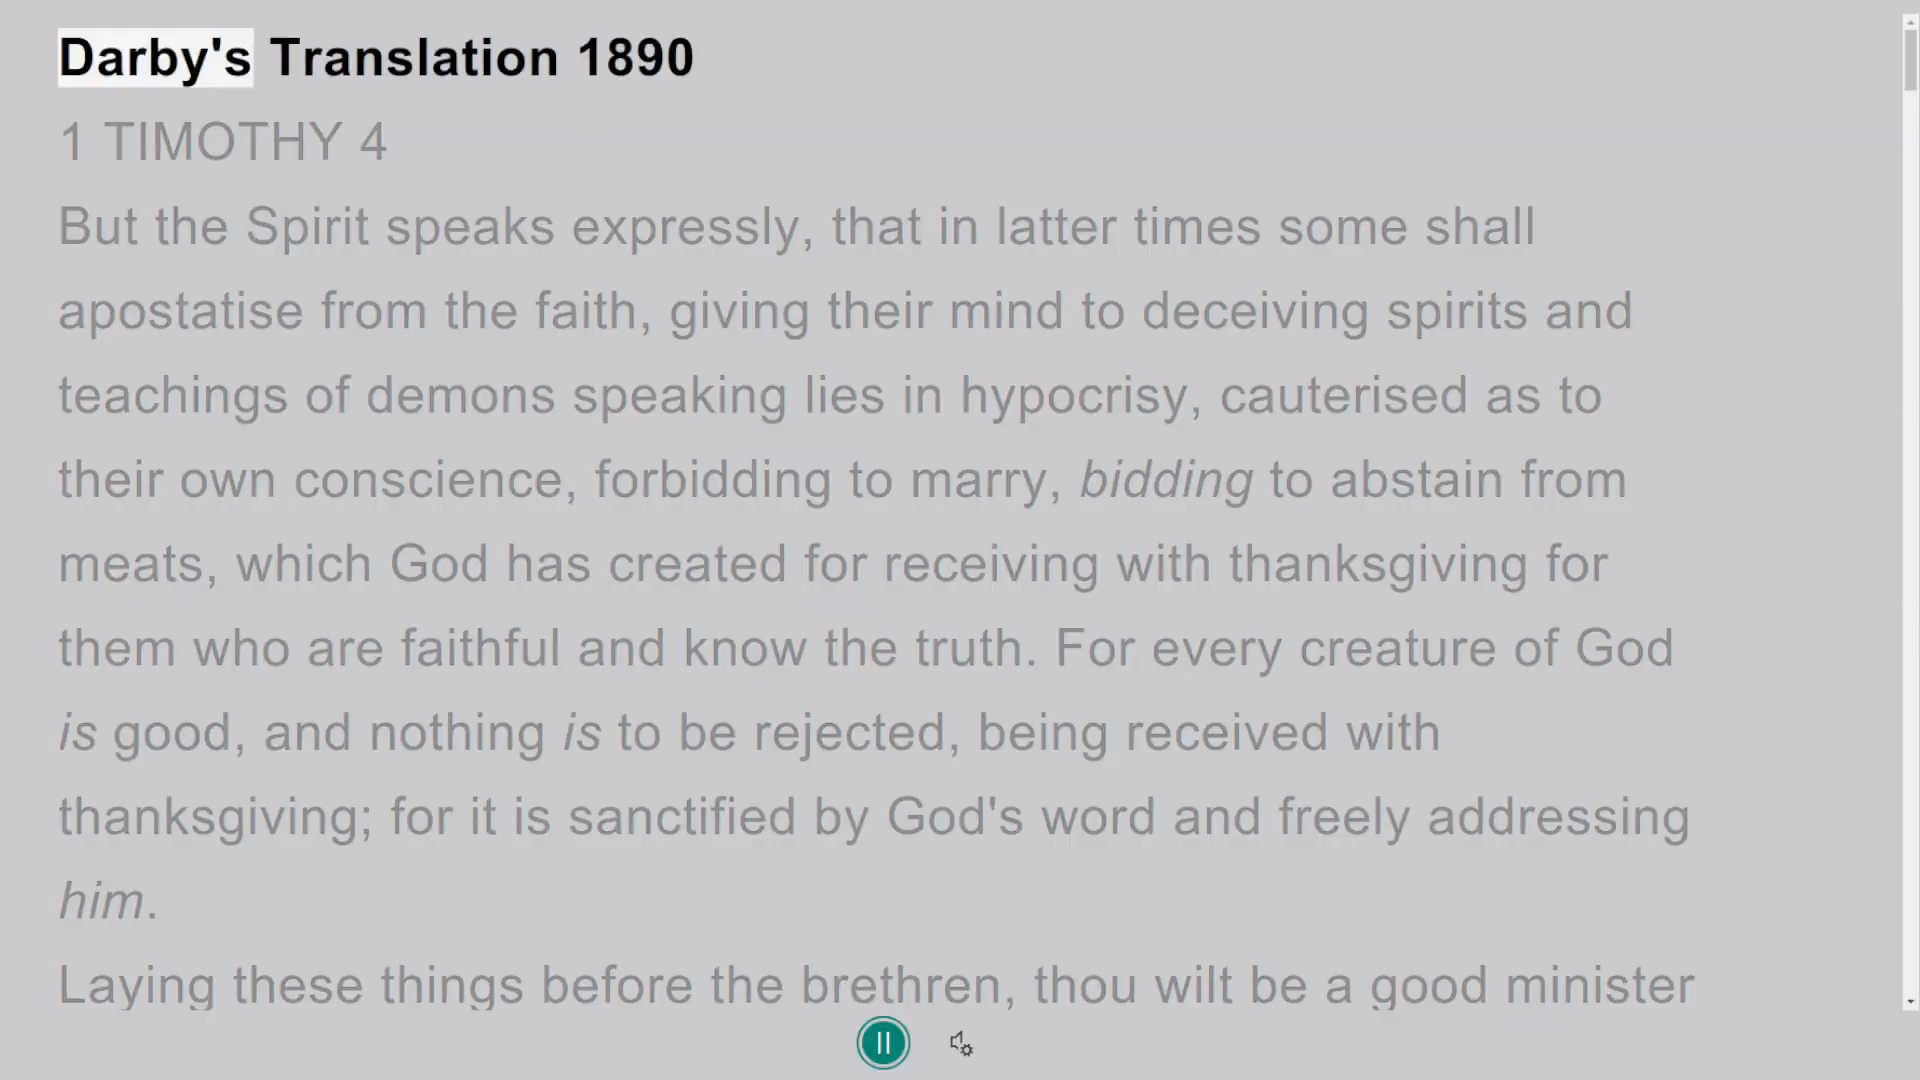 Darby's Translation 1890
1 TIMOTHY 4
But the Spirit speaks expressly, that in latter times some shall
apostatise from the faith, giving their mind to deceiving spirits and
teachings of demons speaking lies in hypocrisy, cauterised as to
their own conscience, forbidding to marry, bidding to abstain from
meats, which God has created for receiving with thanksgiving for
them who are faithful and know the truth. For every creature of God
is good, and nothing is to be rejected, being received with
thanksgiving; for it is sanctified by God's word and freely addressing
him.
Laying these things before the brethren, thou wilt be a good minister